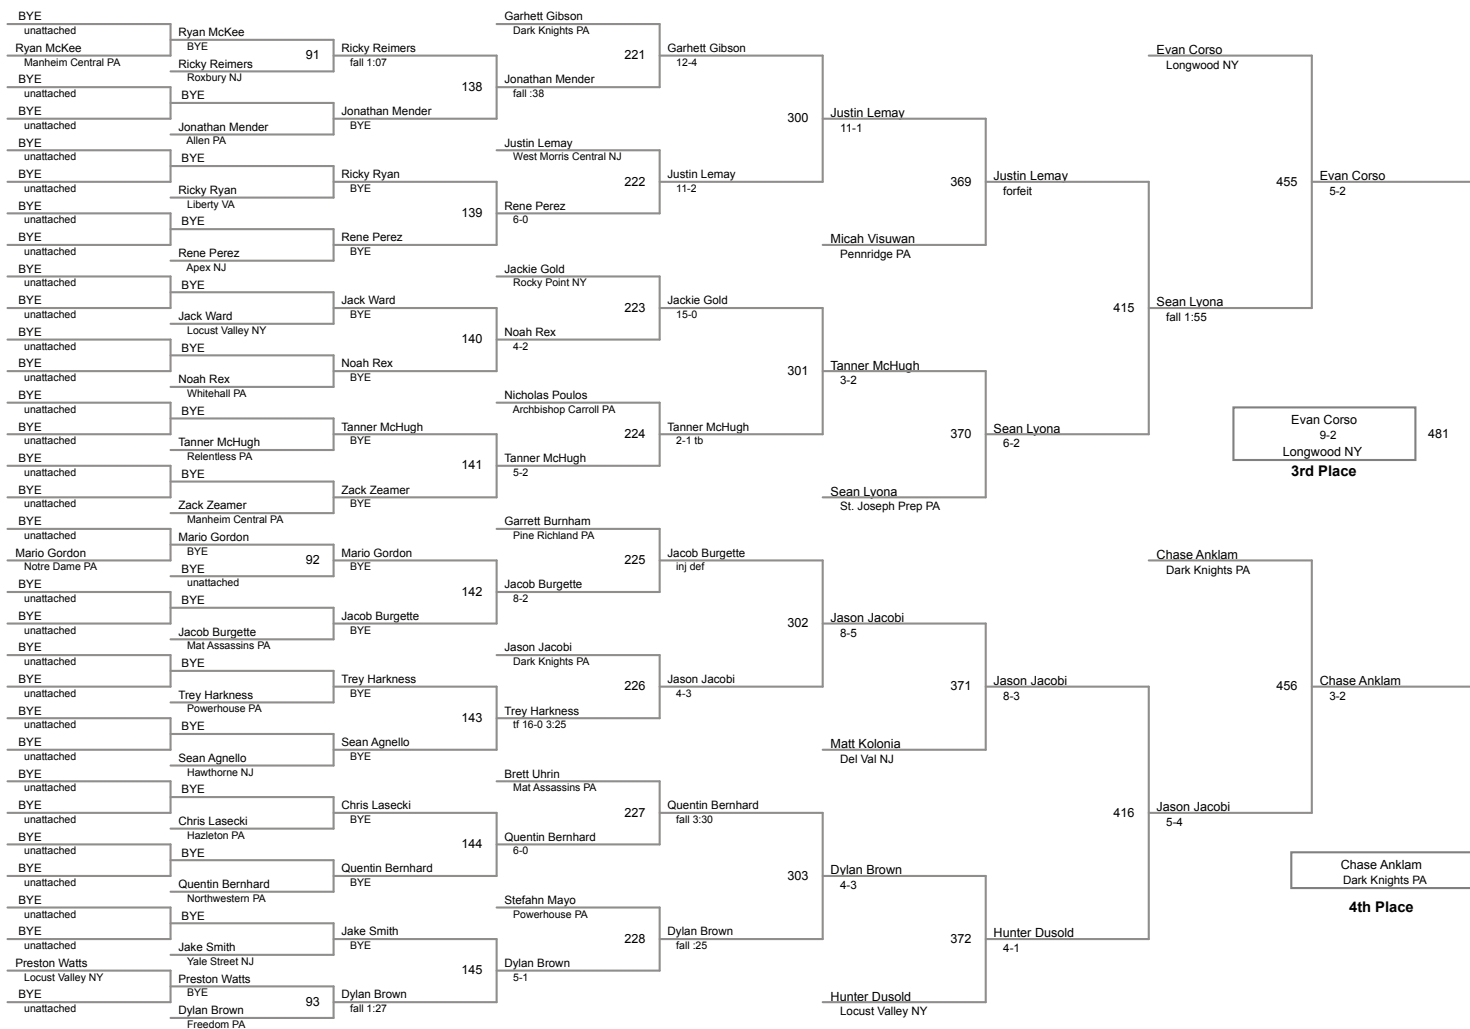 BYE
unattached
Ryan McKee
Manheim Central PA
BYE
unattached
BYE
unattached
BYE
unattached
BYE
unattached
BYE
unattached
BYE
unattached
BYE
unattached
BYE
unattached
BYE
unattached
BYE
unattached
BYE
unattached
BYE
unattached
BYE
unattached
BYE
unattached
BYE
unattached
Mario Gordon
Notre Dame PA
BYE
unattached
BYE
unattached
BYE
unattached
BYE
unattached
BYE
unattached
BYE
unattached
BYE
unattached
BYE
unattached
BYE
unattached
BYE
unattached
BYE
unattached
BYE
unattached
Preston Watts
Locust Valley NY
BYE
unattached
Ryan McKee
BYE
91
Ricky Reimers
Roxbury NJ
BYE
Jonathan Mender
Allen PA
BYE
Ricky Ryan
Liberty VA
BYE
Rene Perez
Apex NJ
BYE
Jack Ward
Locust Valley NY
BYE
Noah Rex
Whitehall PA
BYE
Tanner McHugh
Relentless PA
BYE
Zack Zeamer
Manheim Central PA
Mario Gordon
BYE
92
BYE
unattached
BYE
Jacob Burgette
Mat Assassins PA
BYE
Trey Harkness
Powerhouse PA
BYE
Sean Agnello
Hawthorne NJ
BYE
Chris Lasecki
Hazleton PA
BYE
Quentin Bernhard
Northwestern PA
BYE
Jake Smith
Yale Street NJ
Preston Watts
BYE
93
Dylan Brown
Freedom PA
Ricky Reimers
fall 1:07
138
Jonathan Mender
BYE
Ricky Ryan
BYE
139
Rene Perez
BYE
Jack Ward
BYE
140
Noah Rex
BYE
Tanner McHugh
BYE
141
Zack Zeamer
BYE
Mario Gordon
BYE
142
Jacob Burgette
BYE
Trey Harkness
BYE
143
Sean Agnello
BYE
Chris Lasecki
BYE
144
Quentin Bernhard
BYE
Jake Smith
BYE
145
Dylan Brown
fall 1:27
Garhett Gibson
Dark Knights PA
221
Jonathan Mender
fall :38
Justin Lemay
West Morris Central NJ
222
Rene Perez
6-0
Jackie Gold
Rocky Point NY
223
Noah Rex
4-2
Nicholas Poulos
Archbishop Carroll PA
224
Tanner McHugh
5-2
Garrett Burnham
Pine Richland PA
225
Jacob Burgette
8-2
Jason Jacobi
Dark Knights PA
226
Trey Harkness
tf 16-0 3:25
Brett Uhrin
Mat Assassins PA
227
Quentin Bernhard
6-0
Stefahn Mayo
Powerhouse PA
228
Dylan Brown
5-1
Garhett Gibson
12-4
300
Justin Lemay
11-2
Jackie Gold
15-0
301
Tanner McHugh
2-1 tb
Jacob Burgette
inj def
302
Jason Jacobi
4-3
Quentin Bernhard
fall 3:30
303
Dylan Brown
fall :25
Justin Lemay
11-1
369
Micah Visuwan
Pennridge PA
Tanner McHugh
3-2
370
Sean Lyona
St. Joseph Prep PA
Jason Jacobi
8-5
371
Matt Kolonia
Del Val NJ
Dylan Brown
4-3
372
Hunter Dusold
Locust Valley NY
Justin Lemay
forfeit
415
Sean Lyona
6-2
Jason Jacobi
8-3
416
Hunter Dusold
4-1
Evan Corso
Longwood NY
455
Sean Lyona
fall 1:55
Chase Anklam
Dark Knights PA
456
Jason Jacobi
5-4
Evan Corso
5-2
Evan Corso
9-2
Longwood NY
481
3rd Place
Chase Anklam
3-2
Chase Anklam
Dark Knights PA
4th Place